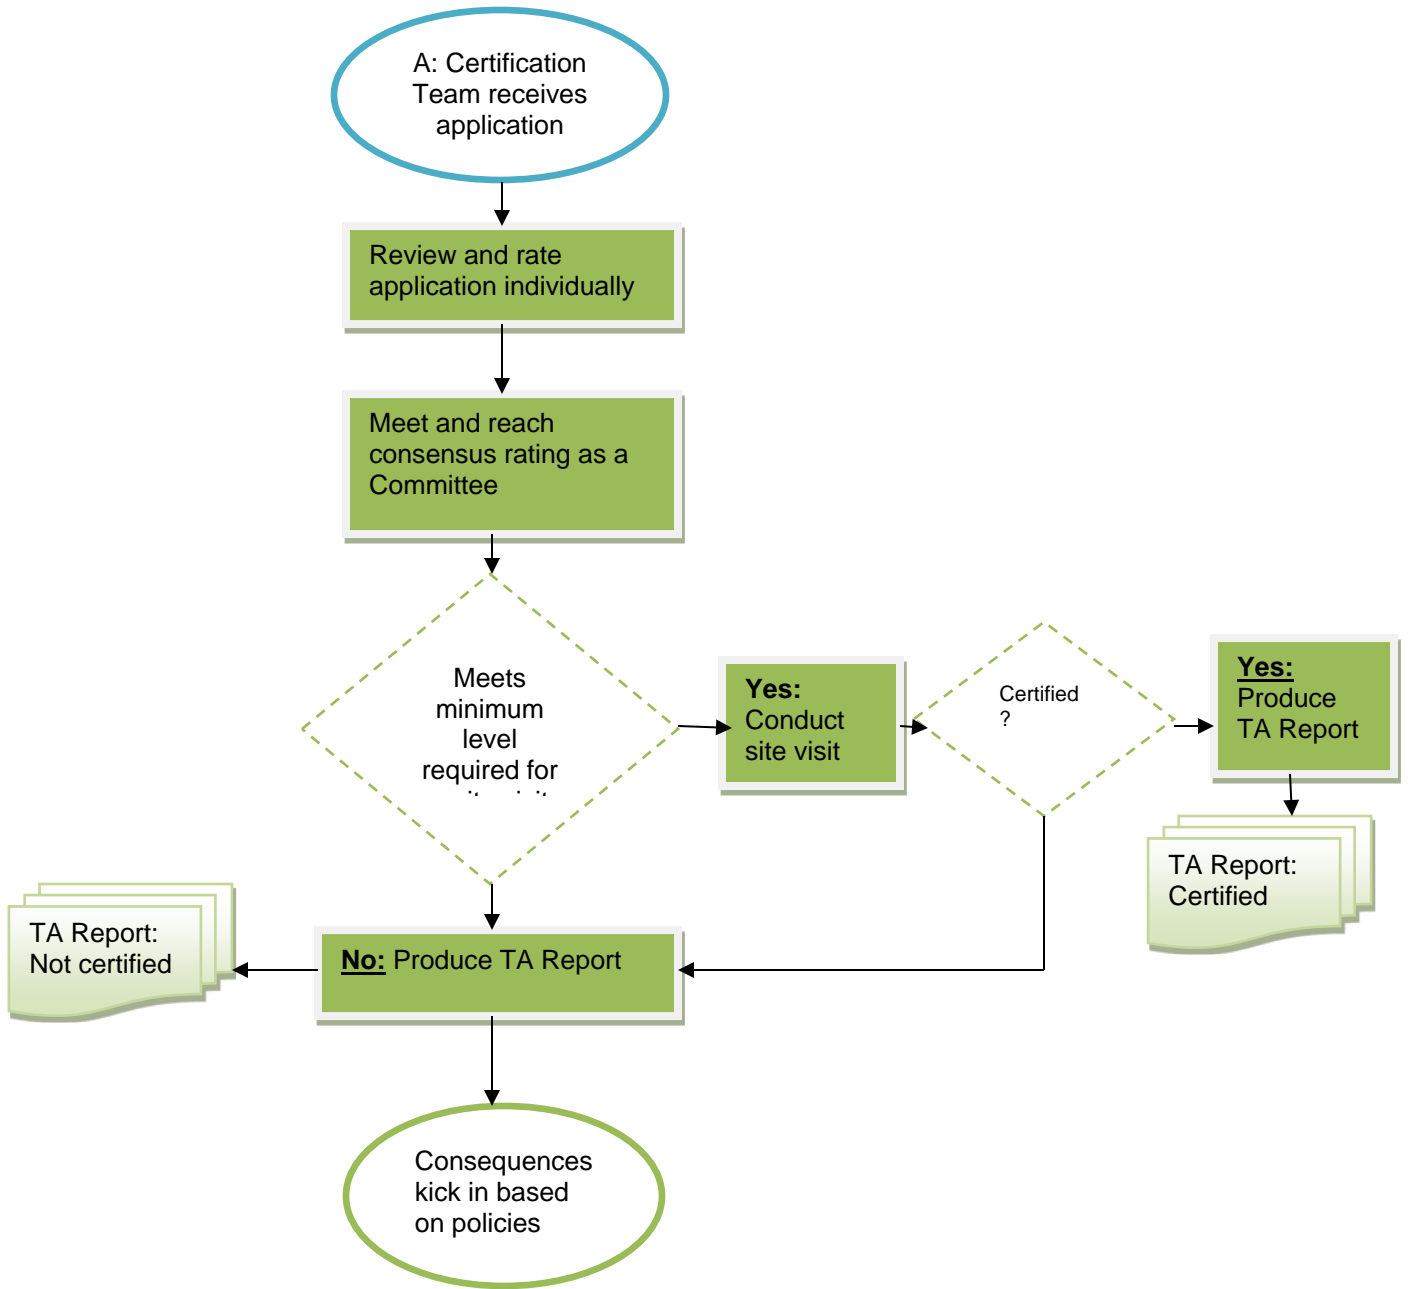 A: Certification
Team receives
application
Review and rate
application individually
Meet and reach
consensus rating as a
Committee
Meets
minimum
level
required for
Yes:
Conduct
site visit
Certified
?
Yes:
Produce
TA Report
TA Report:
Certified
TA Report:
Not certified
No: Produce TA Report
Consequences
kick in based
on policies